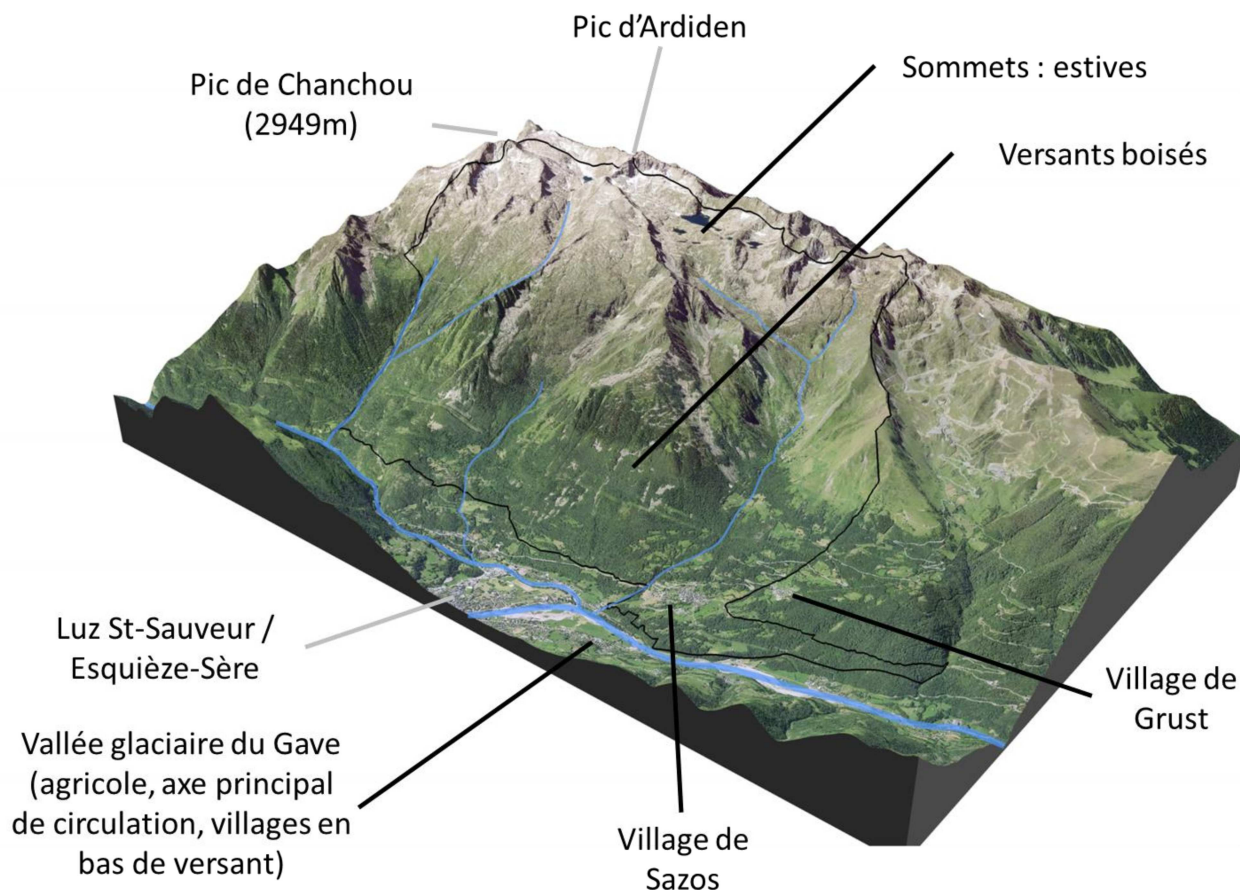 Pic d'Ardiden
Sommets : estives
Pic de Chanchou
(2949m)
Versants boisés
Luz St-Sauveur /
Esquièze-Sère
Village de
Grust
Vallée glaciaire du Gave
(agricole, axe principal
de circulation, villages en
bas de versant)
Village de
Sazos